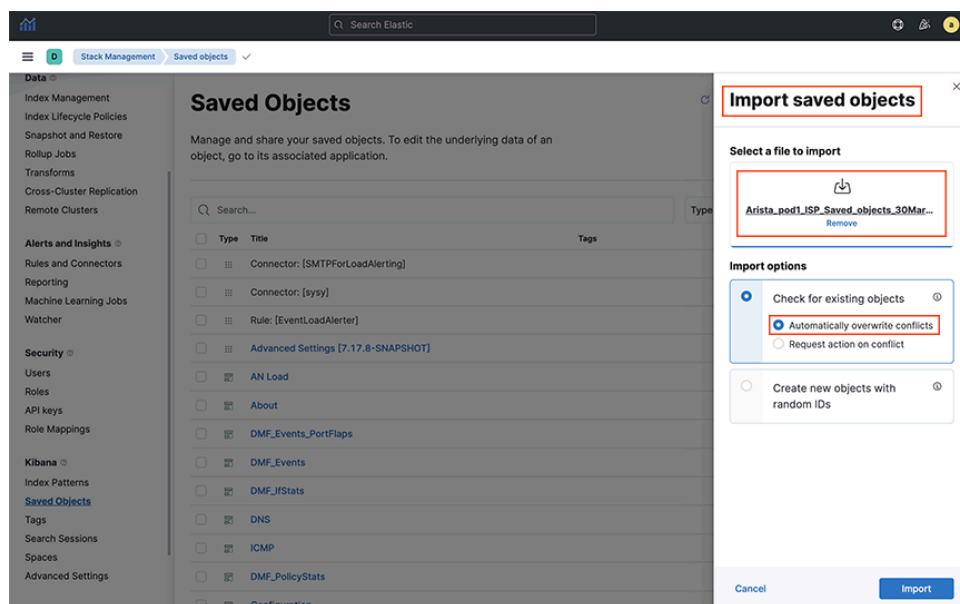 Search Elastic
a
D
Stack Management
Saved objects
Data
Index Management
Index Lifecycle Policies
Snapshot and Restore
Rollup Jobs
Transforms
Cross-Cluster Replication
Remote Clusters
Alerts and Insights
Rules and Connectors
Reporting
Machine Learning Jobs
Watcher
Security
Users
Roles
API keys
Role Mappings
Kibana
Index Patterns
Saved Objects
Tags
Search Sessions
Spaces
Advanced Settings
Saved Objects
Manage and share your saved objects. To edit the underlying data of an
object, go to its associated application.
Search...
Type
Type Title Tags
Connector: [SMTPForLoadAlerting]
Connector: [sysy]
Rule: [EventLoadAlerter]
Advanced Settings [7.17.8-SNAPSHOT]
AN Load
About
DMF_Events_PortFlaps
DMF_Events
DMF_IfStats
DNS
ICMP
DMF_PolicyStats
Configuration
Import saved objects
Select a file to import
Arista_pod1_ISP_Saved_objects_30Mar...
Remove
Import options
Check for existing objects
Automatically overwrite conflicts
Request action on conflict
Create new objects with
random IDs
Cancel
Import